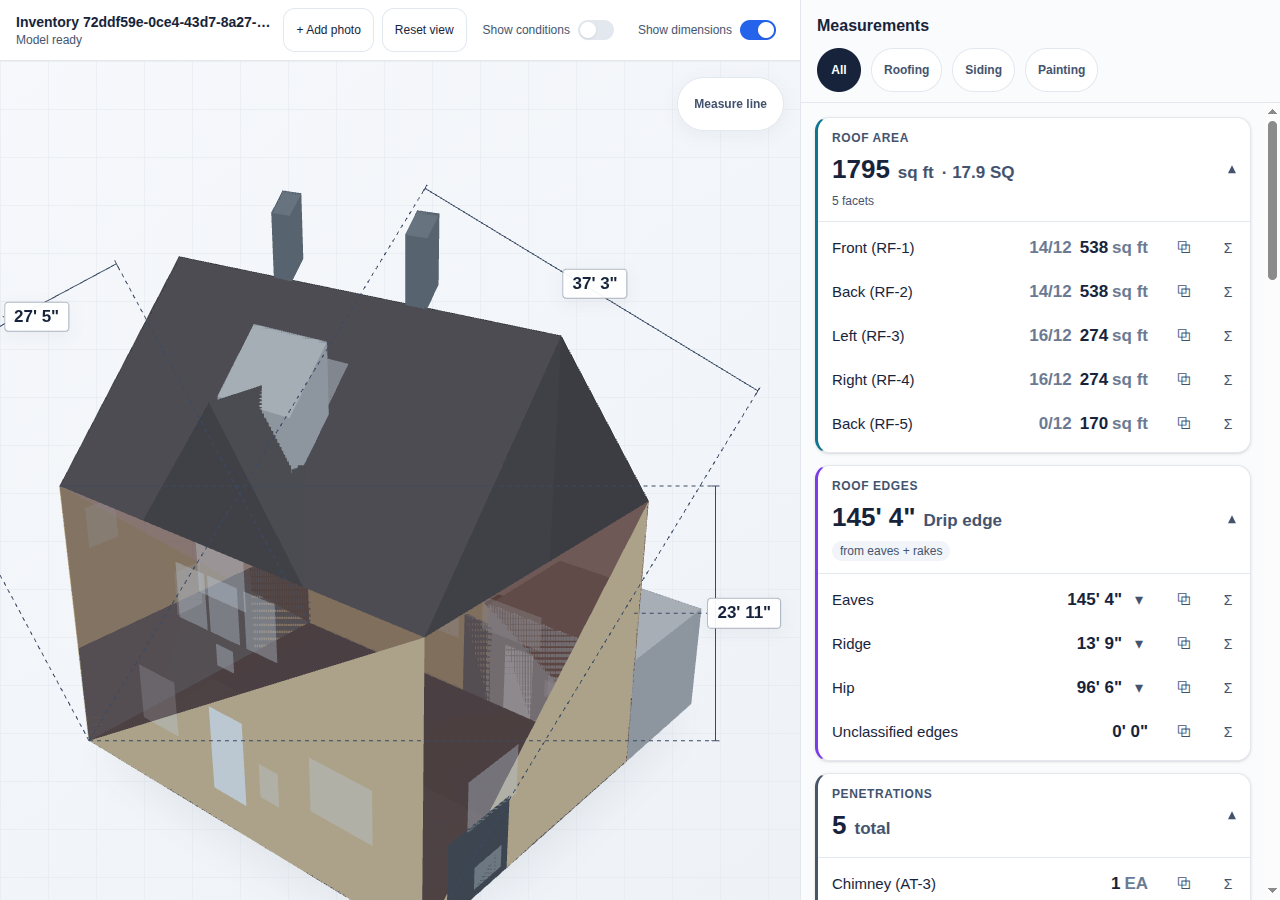 Inventory 72ddf59e-0ce4-43d7-8a27-…
Model ready
+ Add photo
Reset view
Show conditions
Show dimensions
Measure line
27' 5"
37' 3"
23' 11"
Measurements
All
Roofing
Siding
Painting
ROOF AREA
1795 sq ft · 17.9 SQ
5 facets
Front (RF-1) 14/12 538 sq ft Σ
Back (RF-2) 14/12 538 sq ft Σ
Left (RF-3) 16/12 274 sq ft Σ
Right (RF-4) 16/12 274 sq ft Σ
Back (RF-5) 0/12 170 sq ft Σ
ROOF EDGES
145' 4" Drip edge
from eaves + rakes
Eaves 145' 4" Σ
Ridge 13' 9" Σ
Hip 96' 6" Σ
Unclassified edges 0' 0" Σ
PENETRATIONS
5 total
Chimney (AT-3) 1 EA Σ